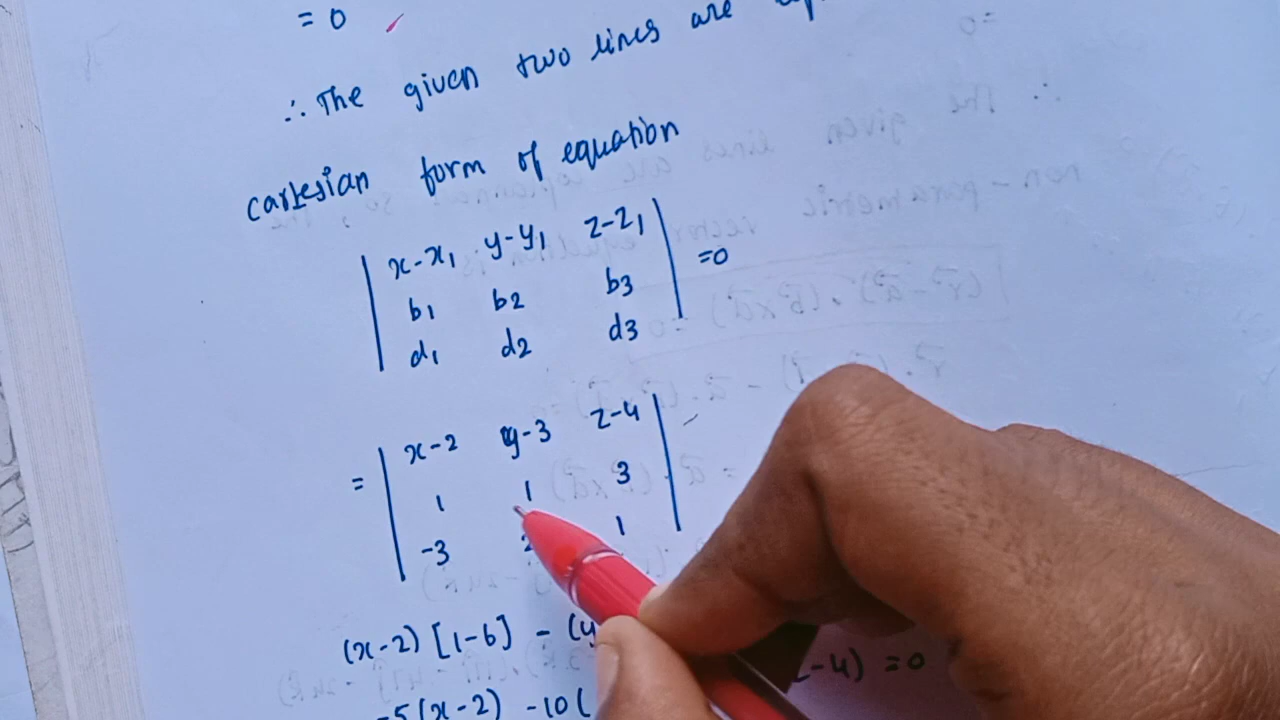 = 0
∴ The given two lines are
cartesian form of equation
| x-x₁ y-y₁ z-z₁ |
| b₁ b₂ b₃ | =0
| d₁ d₂ d₃ |
| x-2 y-3 z-4 |
= | 1 1 3 |
| -3 2 1 |
(x-2) [1-6] - (y -4) =0
-5(x-2) -10(